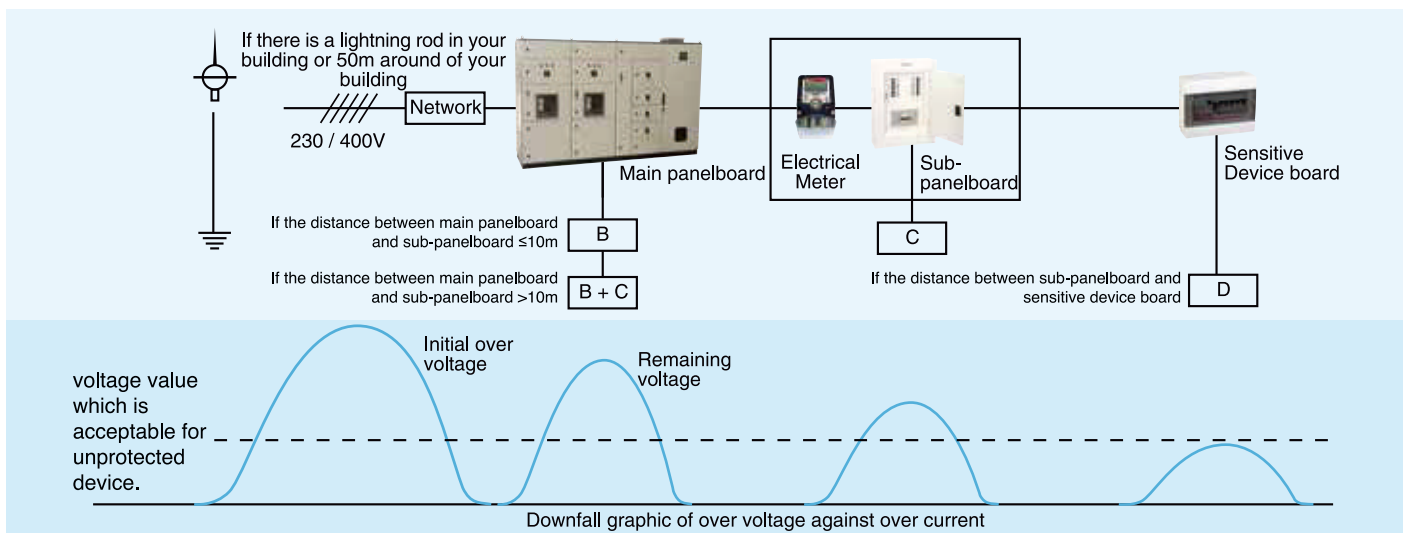 If there is a lightning rod in your
building or 50m around of your
building
Network
230 / 400V
Main panelboard
Electrical
Meter
Sub-
panelboard
Sensitive
Device board
If the distance between main panelboard
and sub-panelboard ≤10m
B
C
If the distance between main panelboard
and sub-panelboard >10m
B + C
If the distance between sub-panelboard and
sensitive device board
D
Initial over
voltage
Remaining
voltage
voltage value
which is
acceptable for
unprotected
device.
Downfall graphic of over voltage against over current